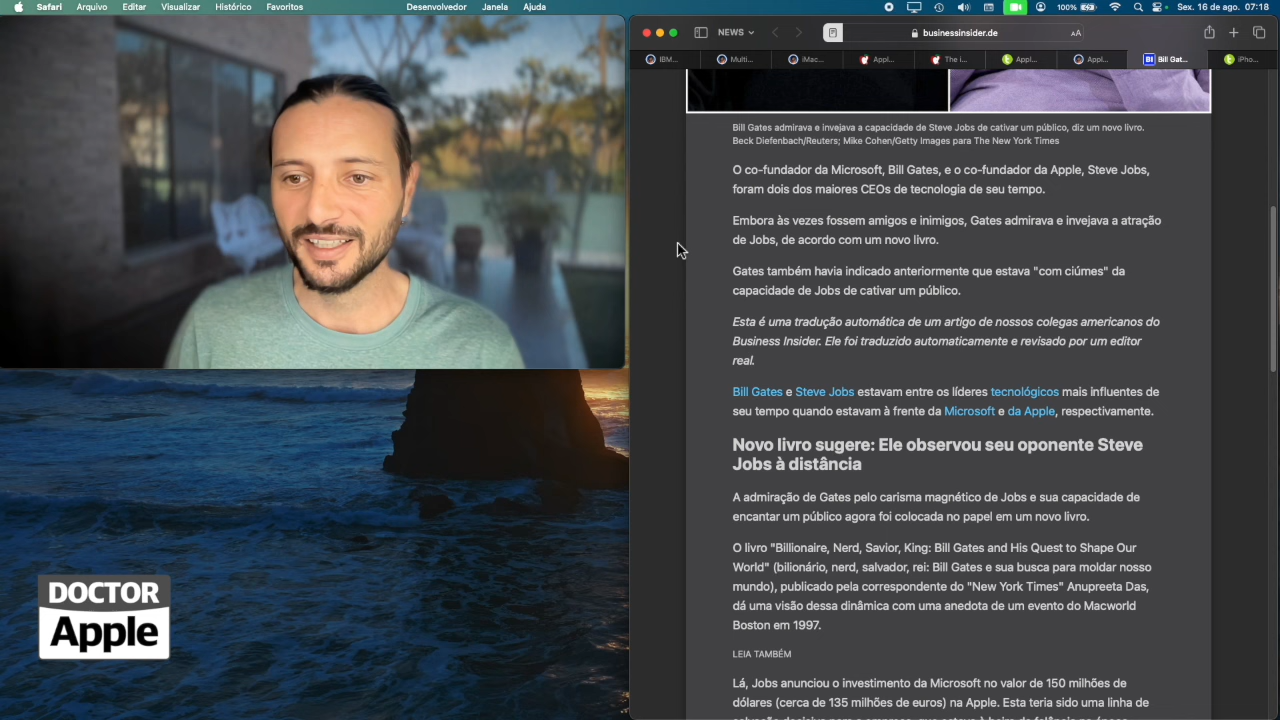 Safari Arquivo Editar Visualizar Histórico Favoritos Desenvolvedor Janela Ajuda 100% Sex. 16 de ago. 07:18
NEWS businessinsider.de AA
IBM... Multi... iMac... Appl... The i... Appl... Appl... Bill Gat... iPho...
Bill Gates admirava e invejava a capacidade de Steve Jobs de cativar um público, diz um novo livro.
Beck Diefenbach/Reuters; Mike Cohen/Getty Images para The New York Times
O co-fundador da Microsoft, Bill Gates, e o co-fundador da Apple, Steve Jobs,
foram dois dos maiores CEOs de tecnologia de seu tempo.
Embora às vezes fossem amigos e inimigos, Gates admirava e invejava a atração
de Jobs, de acordo com um novo livro.
Gates também havia indicado anteriormente que estava "com ciúmes" da
capacidade de Jobs de cativar um público.
Esta é uma tradução automática de um artigo de nossos colegas americanos do
Business Insider. Ele foi traduzido automaticamente e revisado por um editor
real.
Bill Gates e Steve Jobs estavam entre os líderes tecnológicos mais influentes de
seu tempo quando estavam à frente da Microsoft e da Apple, respectivamente.
Novo livro sugere: Ele observou seu oponente Steve
Jobs à distância
A admiração de Gates pelo carisma magnético de Jobs e sua capacidade de
encantar um público agora foi colocada no papel em um novo livro.
O livro "Billionaire, Nerd, Savior, King: Bill Gates and His Quest to Shape Our
World" (bilionário, nerd, salvador, rei: Bill Gates e sua busca para moldar nosso
mundo), publicado pela correspondente do "New York Times" Anupreeta Das,
dá uma visão dessa dinâmica com uma anedota de um evento do Macworld
Boston em 1997.
LEIA TAMBÉM
Lá, Jobs anunciou o investimento da Microsoft no valor de 150 milhões de
dólares (cerca de 135 milhões de euros) na Apple. Esta teria sido uma linha de
DOCTOR
Apple